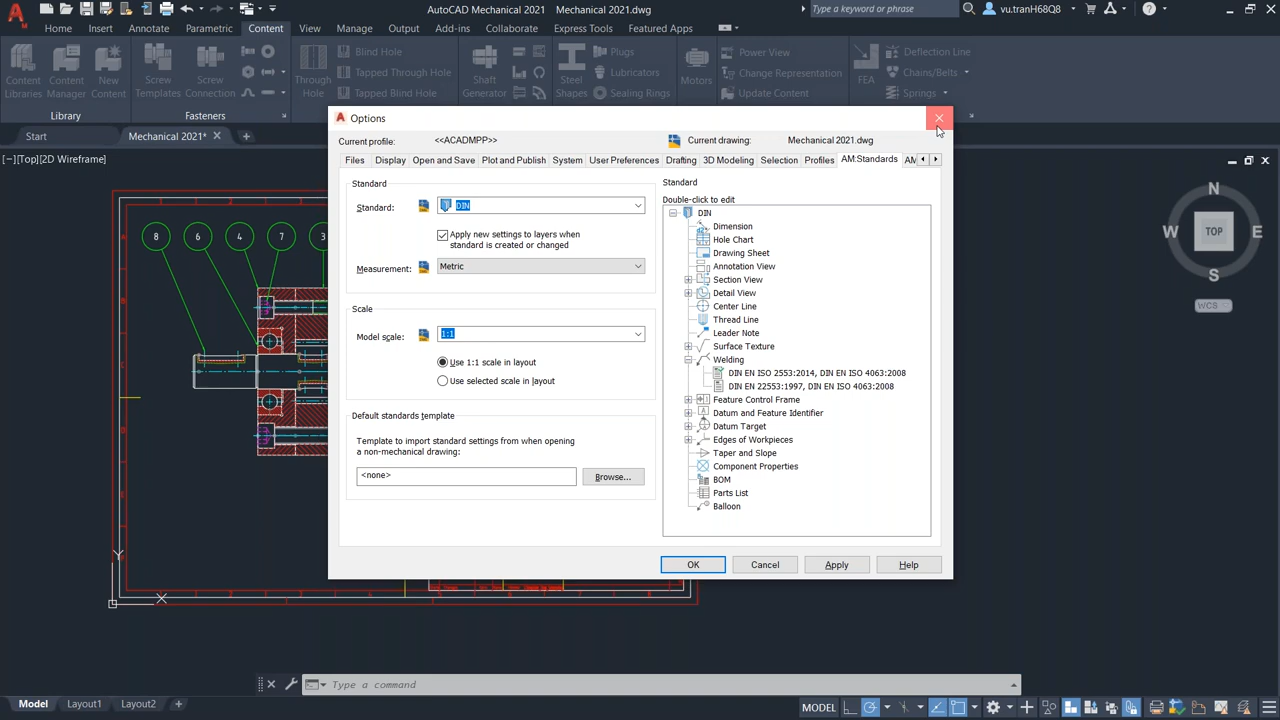 AutoCAD Mechanical 2021 Mechanical 2021.dwg
Type a keyword or phrase
vu.tranH68Q8
Home Insert Annotate Parametric Content View Manage Output Add-ins Collaborate Express Tools Featured Apps
Content Libraries
Content Manager
New Content
Library
Screw Templates
Screw Connection
Fasteners
Through Hole
Blind Hole
Tapped Through Hole
Tapped Blind Hole
Shaft Generator
Steel Shapes
Plugs
Lubricators
Sealing Rings
Motors
Power View
Change Representation
Update Content
FEA
Deflection Line
Chains/Belts
Springs
Start
Mechanical 2021*
[−][Top][2D Wireframe]
8 6 4 7 3
N
W TOP E
S
WCS
Options
Current profile: <<ACADMPP>>
Current drawing: Mechanical 2021.dwg
Files Display Open and Save Plot and Publish System User Preferences Drafting 3D Modeling Selection Profiles AM:Standards AM
Standard
Standard: DIN
Apply new settings to layers when
standard is created or changed
Measurement: Metric
Scale
Model scale: 1:1
Use 1:1 scale in layout
Use selected scale in layout
Default standards template
Template to import standard settings from when opening
a non-mechanical drawing:
<none> Browse...
Standard
Double-click to edit
DIN
Dimension
Hole Chart
Drawing Sheet
Annotation View
Section View
Detail View
Center Line
Thread Line
Leader Note
Surface Texture
Welding
DIN EN ISO 2553:2014, DIN EN ISO 4063:2008
DIN EN 22553:1997, DIN EN ISO 4063:2008
Feature Control Frame
Datum and Feature Identifier
Datum Target
Edges of Workpieces
Taper and Slope
Component Properties
BOM
Parts List
Balloon
OK Cancel Apply Help
Y
X
Type a command
Model Layout1 Layout2 +
MODEL